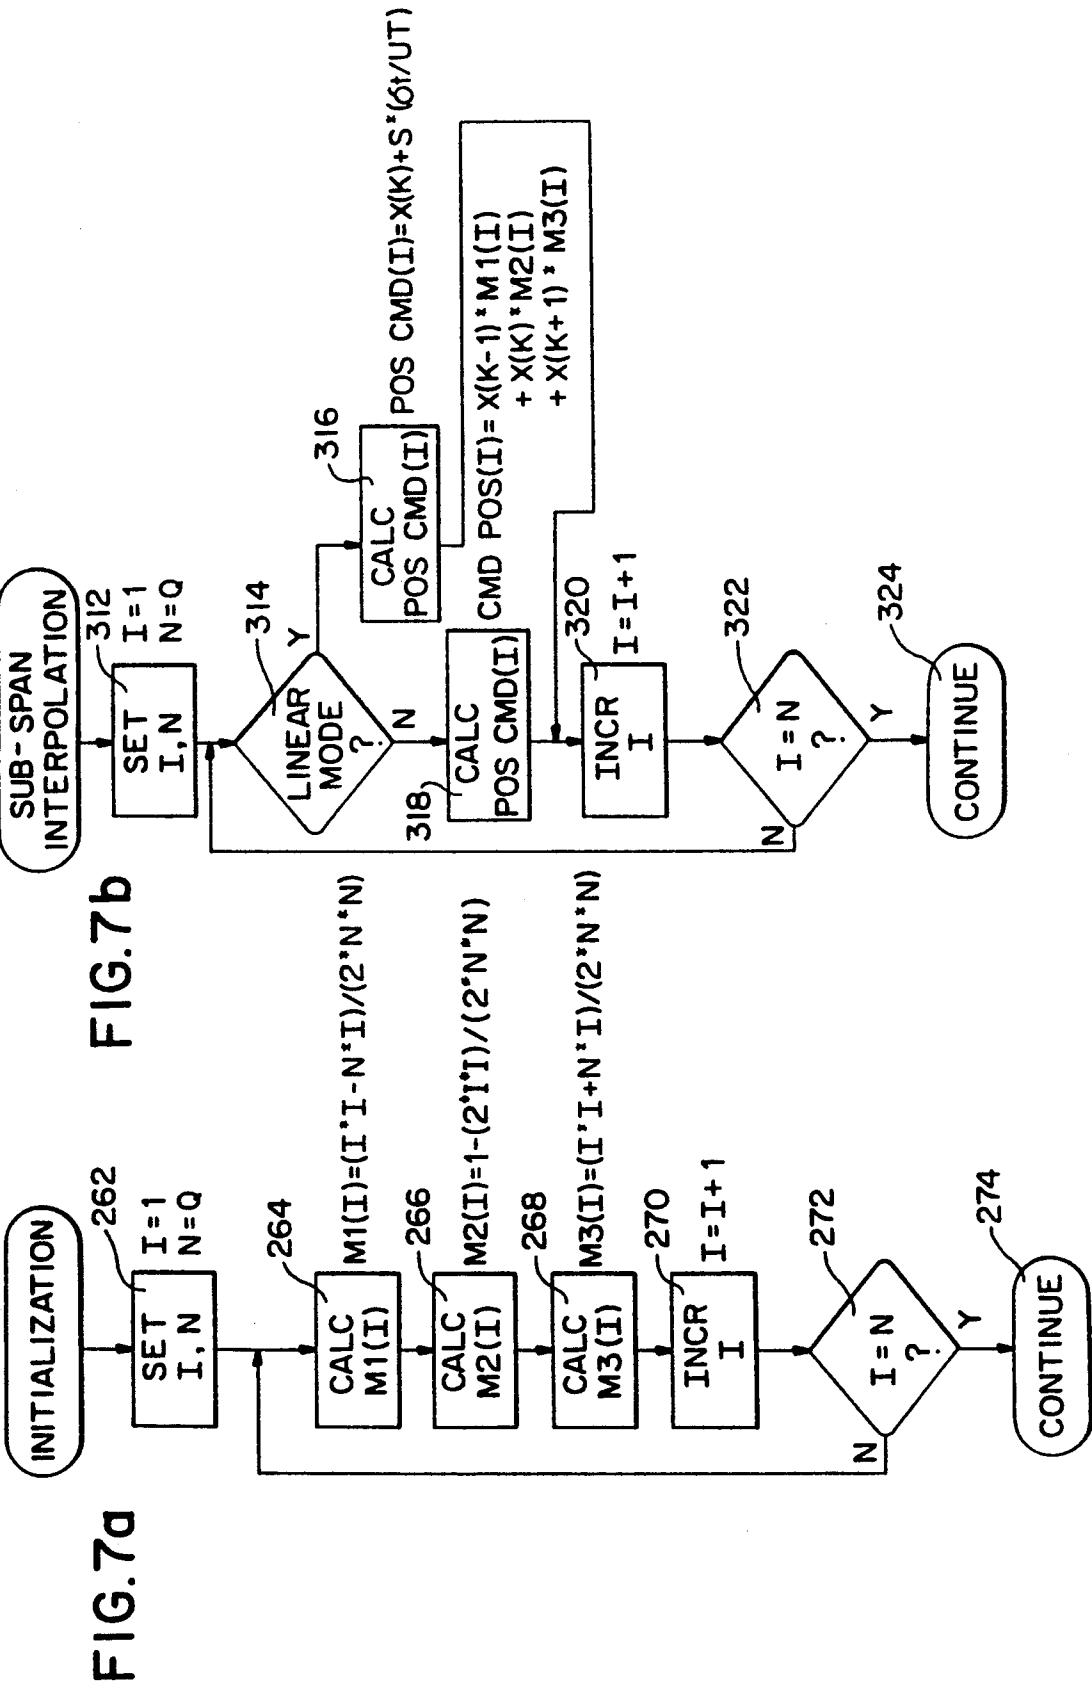 FIG.7a
INITIALIZATION
262
SET
I,N
I=1
N=Q
264
CALC
M1(I)
M1(I)=(I*I-N*I)/(2*N*N)
266
CALC
M2(I)
M2(I)=1-(2*I*I)/(2*N*N)
268
CALC
M3(I)
M3(I)=(I*I+N*I)/(2*N*N)
270
INCR
I
I=I+1
272
I=N
?
N
Y
274
CONTINUE
FIG.7b
SUB-SPAN
INTERPOLATION
312
SET
I,N
I=1
N=Q
314
LINEAR
MODE
?
Y
N
316
CALC
POS CMD(I)
POS CMD(I)=X(K)+S*(δt/UT)
318
CALC
POS CMD(I)
CMD POS(I)=X(K-1)*M1(I)
+X(K)*M2(I)
+X(K+1)*M3(I)
320
INCR
I
I=I+1
322
I=N
?
N
Y
324
CONTINUE